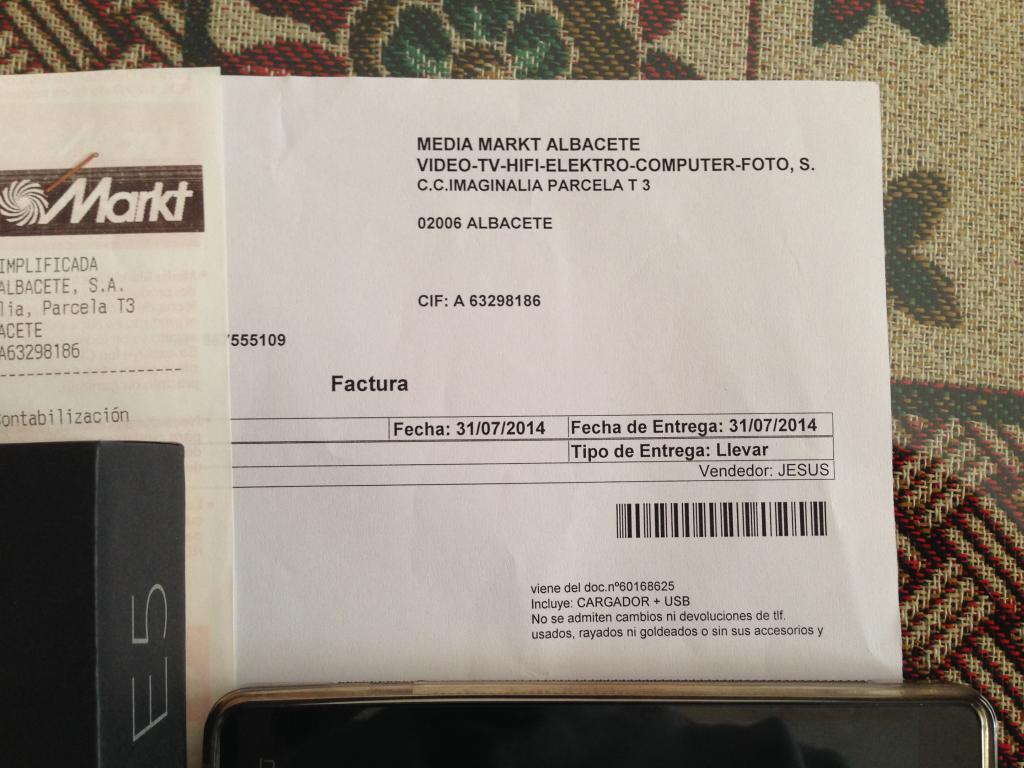 Markt
IMPLIFICADA
ALBACETE, S.A.
lia, Parcela T3
ACETE
A63298186
ontabilización
E5
MEDIA MARKT ALBACETE
VIDEO-TV-HIFI-ELEKTRO-COMPUTER-FOTO, S.
C.C.IMAGINALIA PARCELA T 3
02006 ALBACETE
CIF: A 63298186
555109
Factura
Fecha: 31/07/2014 Fecha de Entrega: 31/07/2014
Tipo de Entrega: Llevar
Vendedor: JESUS
viene del doc.nº60168625
Incluye: CARGADOR + USB
No se admiten cambios ni devoluciones de tlf.
usados, rayados ni goldeados o sin sus accesorios y